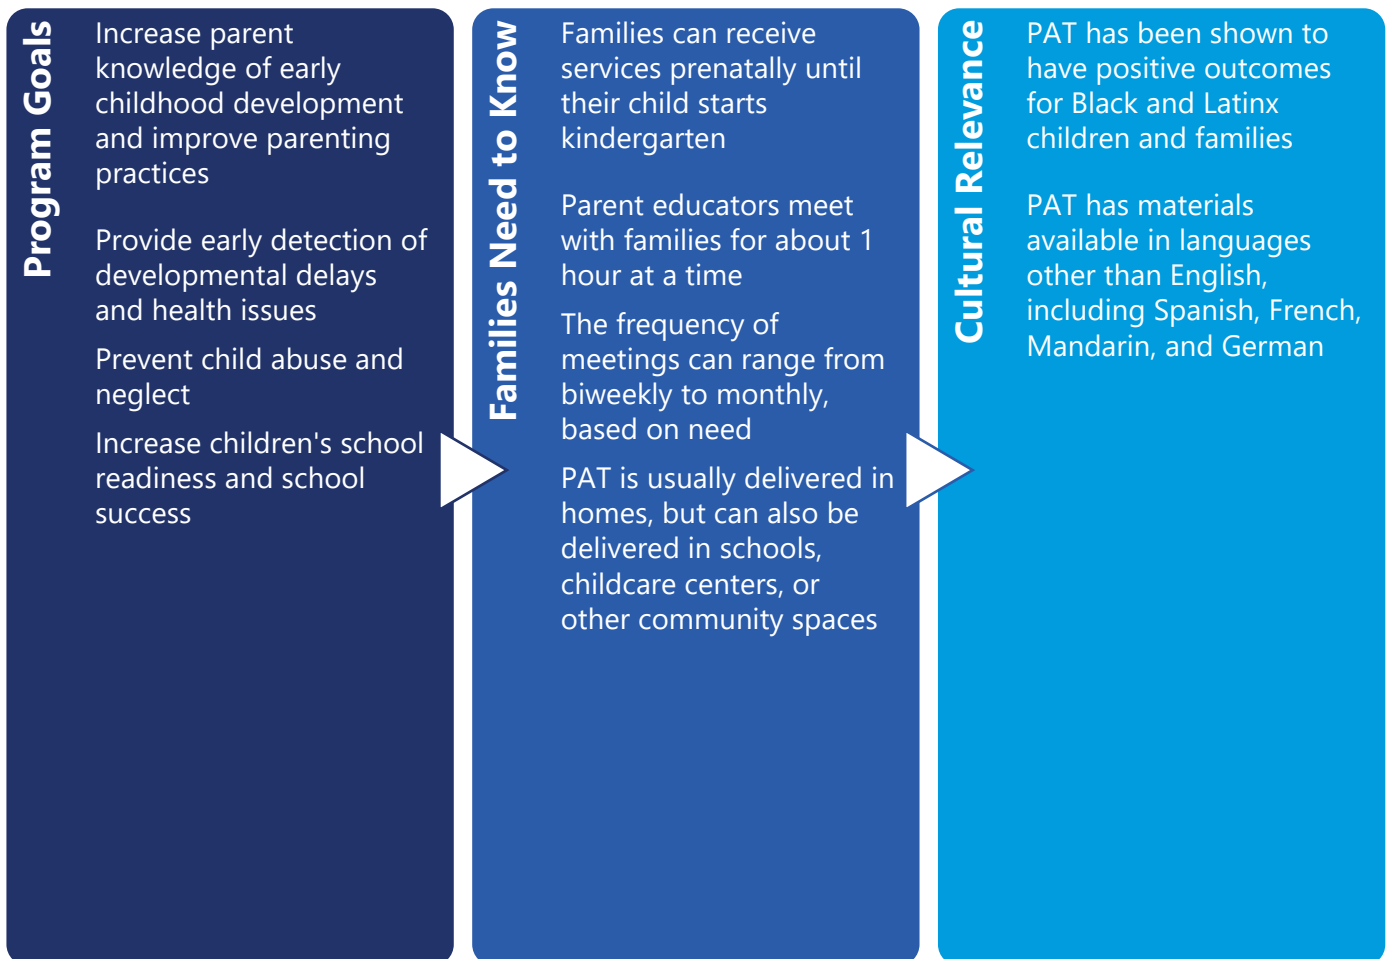 Program Goals
Increase parent
knowledge of early
childhood development
and improve parenting
practices
Provide early detection of
developmental delays
and health issues
Prevent child abuse and
neglect
Increase children's school
readiness and school
success
Families Need to Know
Families can receive
services prenatally until
their child starts
kindergarten
Parent educators meet
with families for about 1
hour at a time
The frequency of
meetings can range from
biweekly to monthly,
based on need
PAT is usually delivered in
homes, but can also be
delivered in schools,
childcare centers, or
other community spaces
Cultural Relevance
PAT has been shown to
have positive outcomes
for Black and Latinx
children and families
PAT has materials
available in languages
other than English,
including Spanish, French,
Mandarin, and German